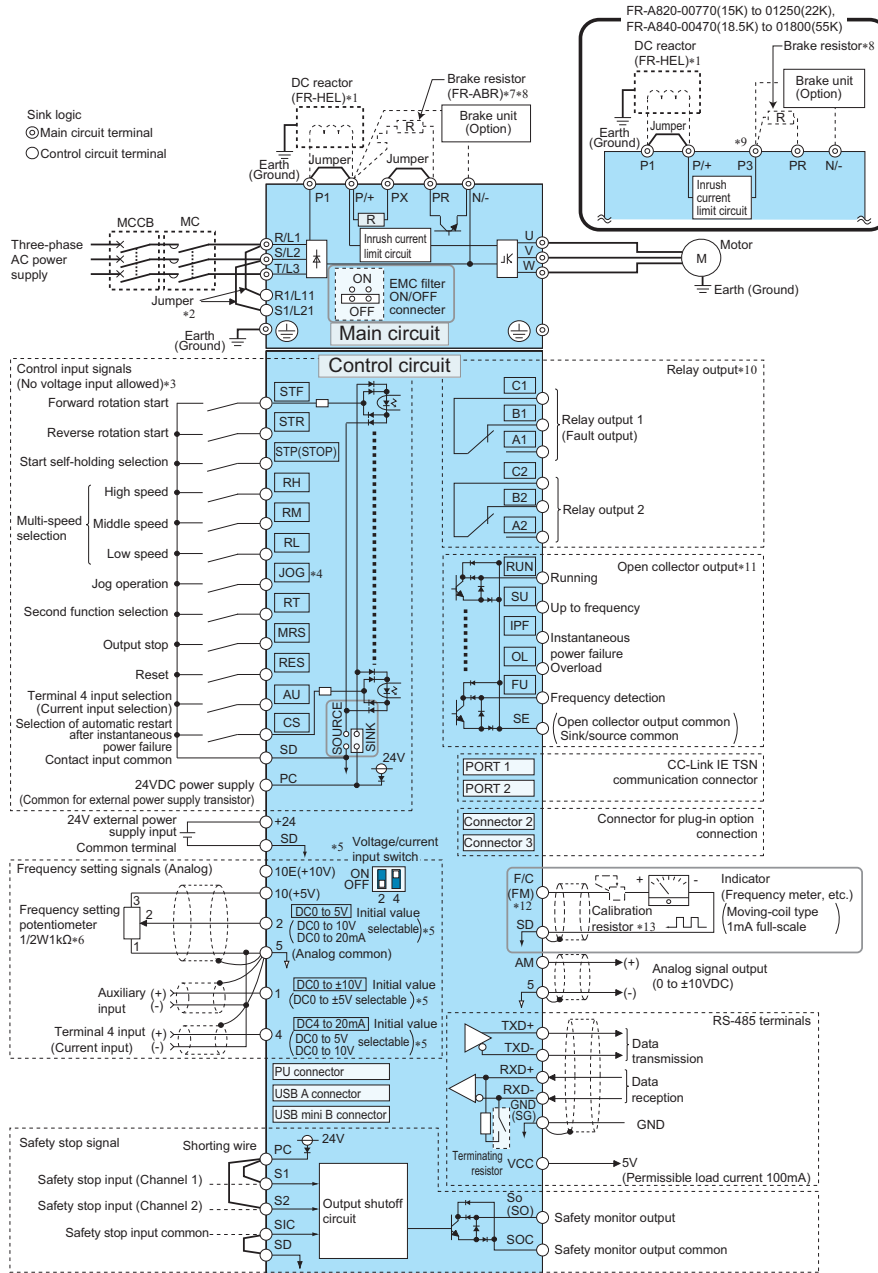 FR-A820-00770(15K) to 01250(22K),
FR-A840-00470(18.5K) to 01800(55K)
DC reactor
(FR-HEL)*1
Brake resistor*8
Brake unit
(Option)
R
Earth
(Ground)
Jumper
*9
P1
P/+
P3
PR
N/-
Inrush
current
limit circuit
Sink logic
Main circuit terminal
Control circuit terminal
DC reactor
(FR-HEL)*1
Brake resistor
(FR-ABR)*7*8
Brake unit
(Option)
R
Earth
(Ground)
Jumper
Jumper
P1
P/+
PX
PR
N/-
R
Inrush current
limit circuit
MCCB
MC
Three-phase
AC power
supply
R/L1
S/L2
T/L3
R1/L11
S1/L21
Jumper
*2
Earth
(Ground)
ON
OFF
EMC filter
ON/OFF
connecter
Main circuit
U
V
W
Motor
M
Earth (Ground)
Control circuit
Control input signals
(No voltage input allowed)*3
Forward rotation start
STF
Reverse rotation start
STR
Start self-holding selection
STP(STOP)
Multi-speed
selection
High speed
RH
Middle speed
RM
Low speed
RL
Jog operation
JOG *4
Second function selection
RT
Output stop
MRS
Reset
RES
Terminal 4 input selection
(Current input selection)
AU
Selection of automatic restart
after instantaneous
power failure
CS
Contact input common
SD
SOURCE
SINK
24V
24VDC power supply
(Common for external power supply transistor)
PC
24V external power
supply input
+24
Common terminal
SD
Relay output*10
C1
B1
A1
Relay output 1
(Fault output)
C2
B2
A2
Relay output 2
Open collector output*11
RUN
Running
SU
Up to frequency
IPF
Instantaneous
power failure
OL
Overload
FU
Frequency detection
SE
(Open collector output common
Sink/source common)
PORT 1
PORT 2
CC-Link IE TSN
communication connector
Connector 2
Connector 3
Connector for plug-in option
connection
Frequency setting signals (Analog)
*5
Voltage/current
input switch
ON
OFF
2 4
10E(+10V)
10(+5V)
Frequency setting
potentiometer
1/2W1kΩ*6
3
2
1
2
DC0 to 5V Initial value
(DC0 to 10V
DC0 to 20mA selectable)*5
5
(Analog common)
Auxiliary
input
(+)
(-)
1
DC0 to ±10V Initial value
(DC0 to ±5V selectable)*5
Terminal 4 input
(Current input)
(+)
(-)
4
DC4 to 20mA Initial value
(DC0 to 5V
DC0 to 10V selectable)*5
F/C
(FM)
*12
SD
+
-
Calibration
resistor *13
Indicator
(Frequency meter, etc.)
(Moving-coil type
1mA full-scale)
AM
(+)
5
(-)
Analog signal output
(0 to ±10VDC)
RS-485 terminals
TXD+
TXD-
Data
transmission
RXD+
RXD-
Data
reception
GND
(SG)
GND
Terminating
resistor
VCC
5V
(Permissible load current 100mA)
PU connector
USB A connector
USB mini B connector
Safety stop signal
Shorting wire
PC
24V
Safety stop input (Channel 1)
S1
Safety stop input (Channel 2)
S2
Safety stop input common
SIC
SD
Output shutoff
circuit
So
(SO)
Safety monitor output
SOC
Safety monitor output common